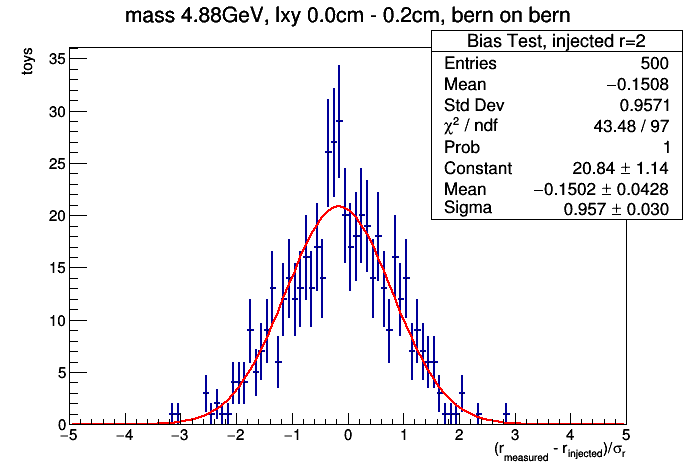 mass 4.88GeV, lxy 0.0cm - 0.2cm, bern on bern
toys
Bias Test, injected r=2
Entries 500
Mean −0.1508
Std Dev 0.9571
χ² / ndf 43.48 / 97
Prob 1
Constant 20.84 ± 1.14
Mean −0.1502 ± 0.0428
Sigma 0.957 ± 0.030
35
30
25
20
15
10
5
0
−5 −4 −3 −2 −1 0 1 2 3 4 5
(r_measured - r_injected)/σ_r